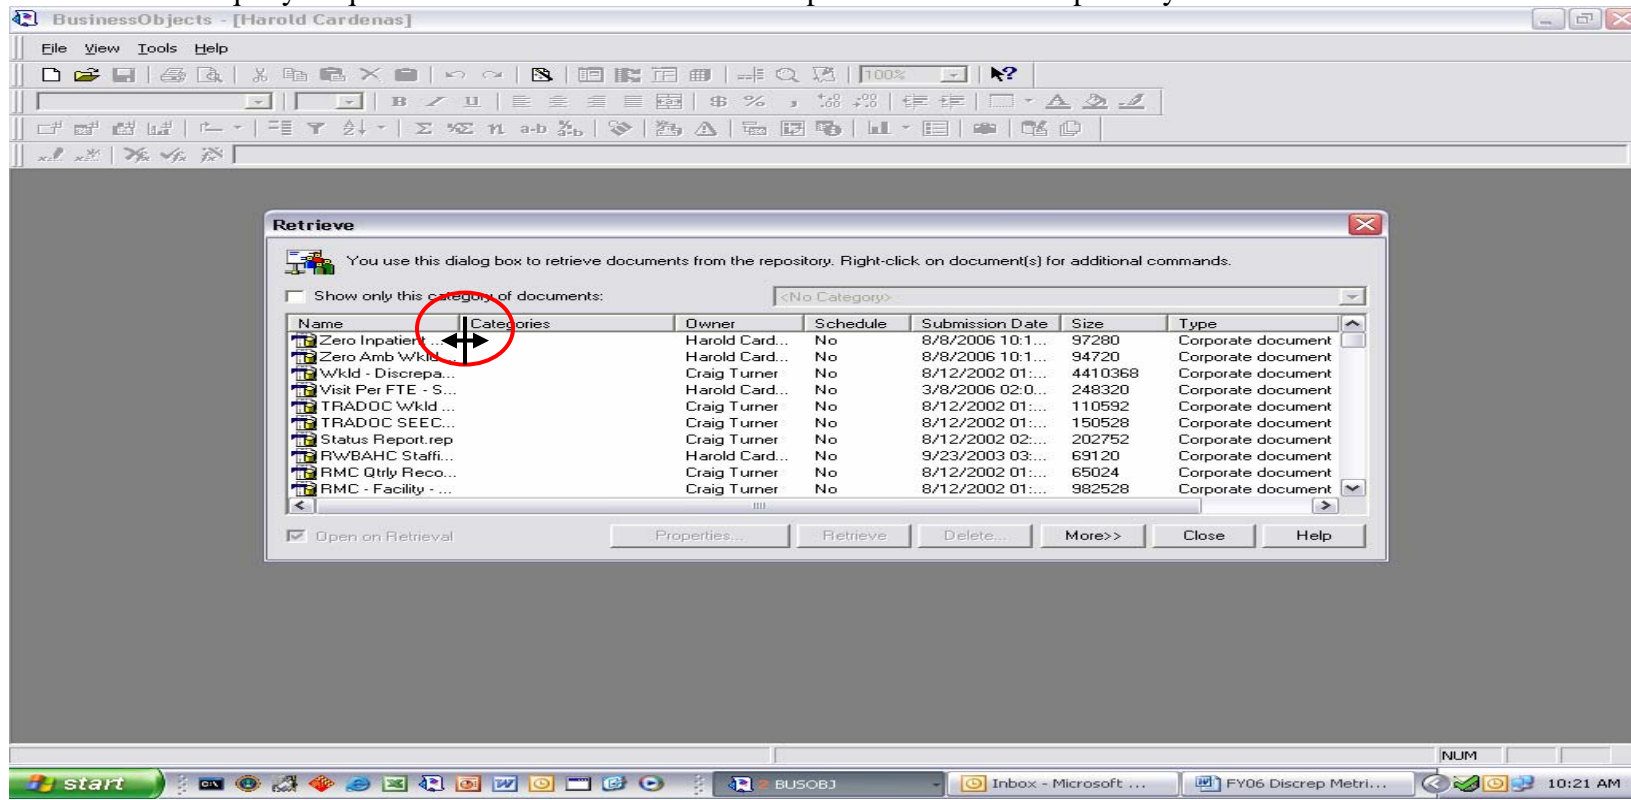 BusinessObjects - [Harold Cardenas]
File View Tools Help
100%
B U $ % ,
Σ a-b
Retrieve
You use this dialog box to retrieve documents from the repository. Right-click on document(s) for additional commands.
Show only this category of documents: <No Category>
Name Categories Owner Schedule Submission Date Size Type
Zero Inpatient ... Harold Card... No 8/8/2006 10:1... 97280 Corporate document
Zero Amb Wkld... Harold Card... No 8/8/2006 10:1... 94720 Corporate document
Wkld - Discrepa... Craig Turner No 8/12/2002 01:... 4410368 Corporate document
Visit Per FTE - S... Harold Card... No 3/8/2006 02:0... 248320 Corporate document
TRADOC Wkld ... Craig Turner No 8/12/2002 01:... 110592 Corporate document
TRADOC SEEC... Craig Turner No 8/12/2002 01:... 150528 Corporate document
Status Report.rep Craig Turner No 8/12/2002 02:... 202752 Corporate document
RWBAHC Staffi... Harold Card... No 9/23/2003 03:... 69120 Corporate document
RMC Qtrly Reco... Craig Turner No 8/12/2002 01:... 65024 Corporate document
RMC - Facility - ... Craig Turner No 8/12/2002 01:... 982528 Corporate document
Open on Retrieval Properties... Retrieve Delete... More>> Close Help
NUM
start BUSOBJ Inbox - Microsoft ... FY06 Discrep Metri... 10:21 AM